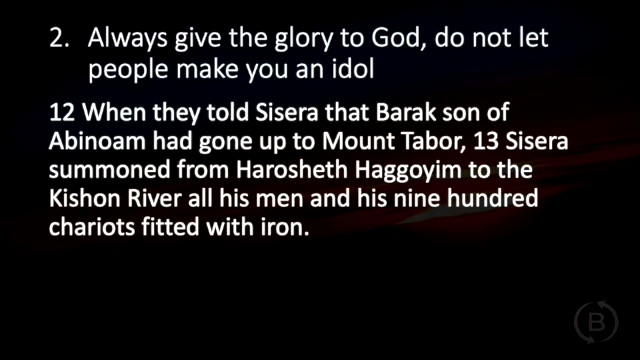 2. Always give the glory to God, do not let
people make you an idol
12 When they told Sisera that Barak son of
Abinoam had gone up to Mount Tabor, 13 Sisera
summoned from Harosheth Haggoyim to the
Kishon River all his men and his nine hundred
chariots fitted with iron.
B